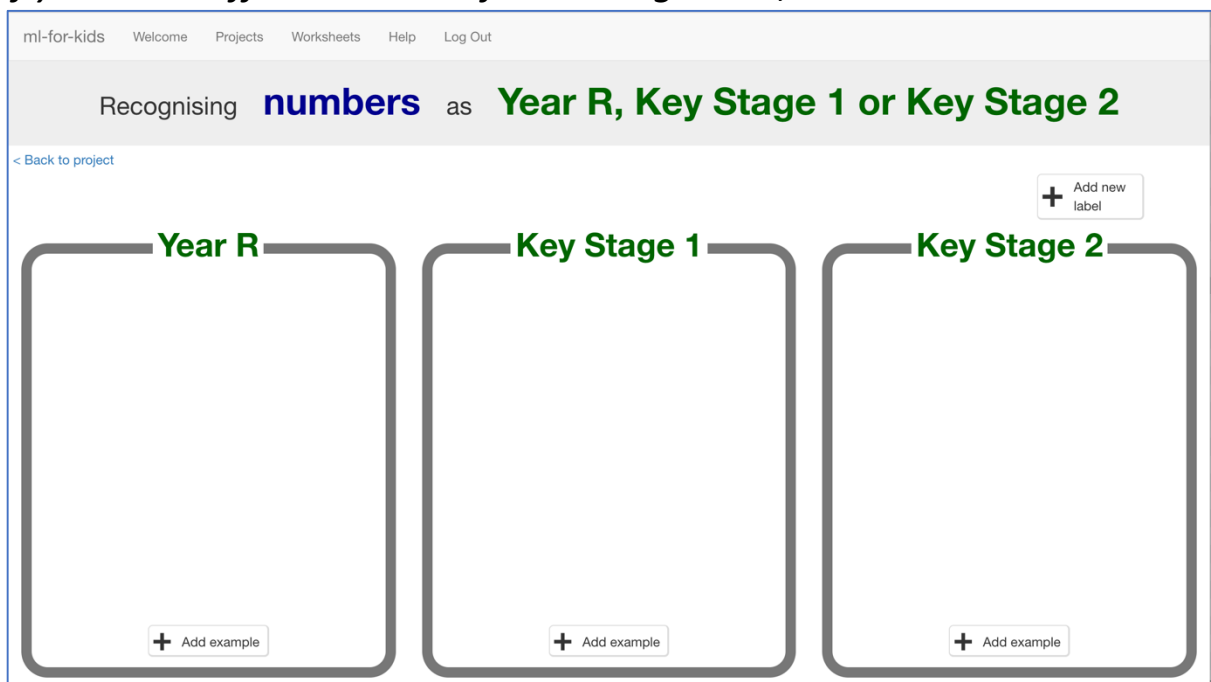 ml-for-kids Welcome Projects Worksheets Help Log Out
Recognising numbers as Year R, Key Stage 1 or Key Stage 2
< Back to project
Add new
label
Year R Key Stage 1 Key Stage 2
Add example Add example Add example